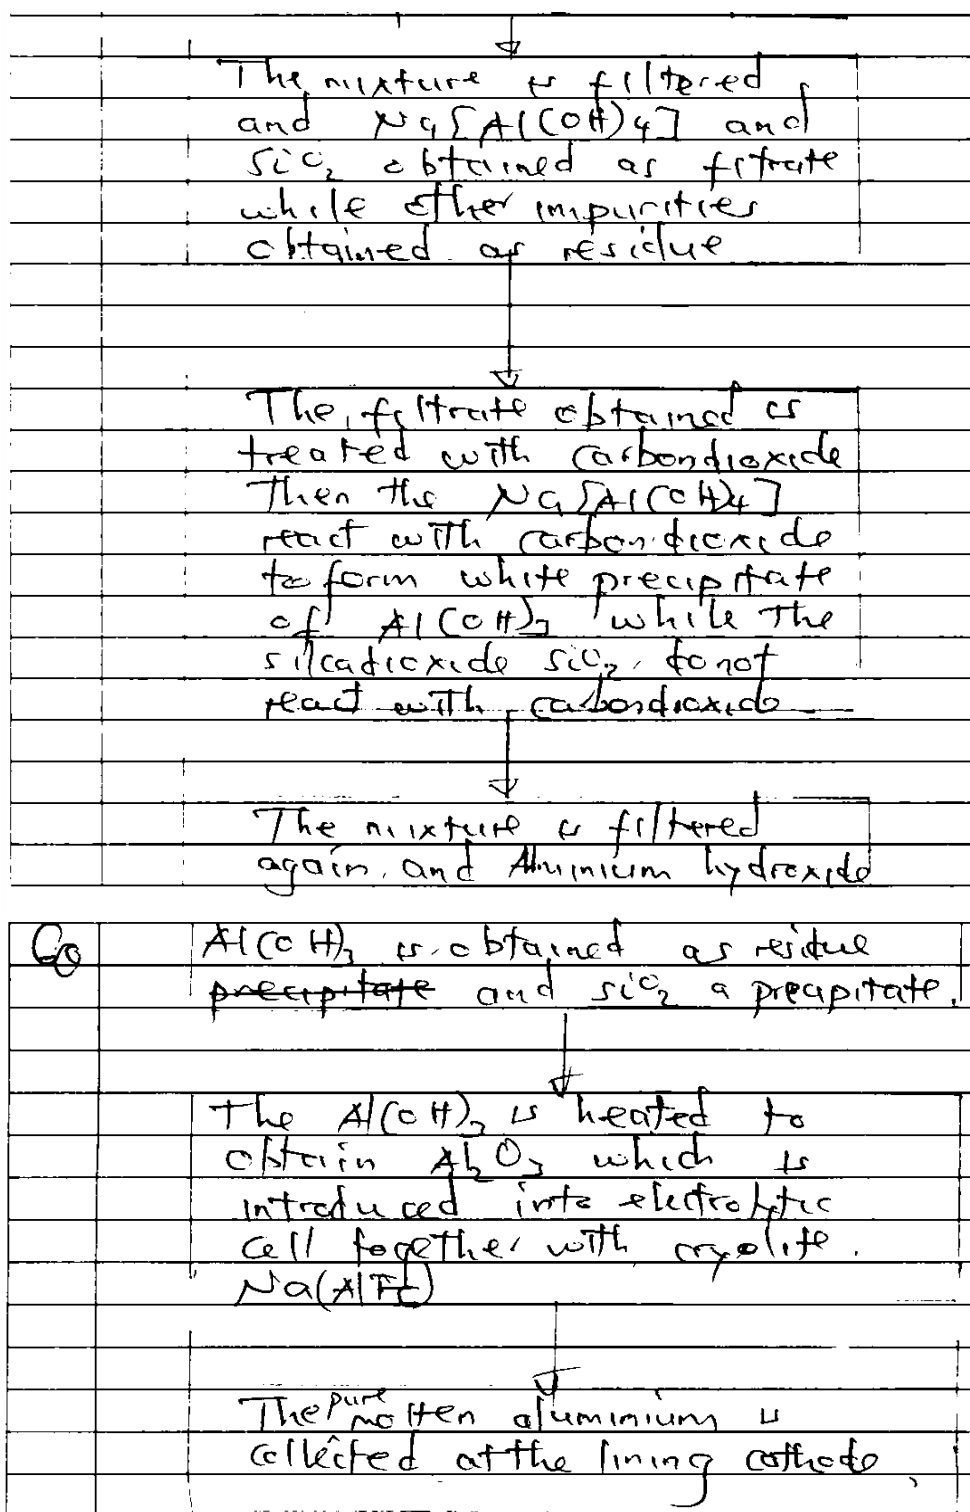 The mixture is filtered,
and Na[Al(OH)4] and
SiO2 obtained as fitrate
while other impurities
obtained as residue
The filtrate obtained is
treated with carbondioxide
Then the Na[Al(OH)4]
react with carbondioxide
to form white precipitate
of Al(OH)3 while the
silcadioxide SiO2 do not
react with carbondioxide
The mixture is filtered
again and Aluminium hydroxide
6c
Al(OH)3 is obtained as residue
precipitate and SiO2 a precipitate.
The Al(OH)3 is heated to
obtain Al2O3 which is
introduced into electrolytic
cell together with cryolite.
Na(AlF6)
The pure molten aluminium is
collected at the lining cathode,